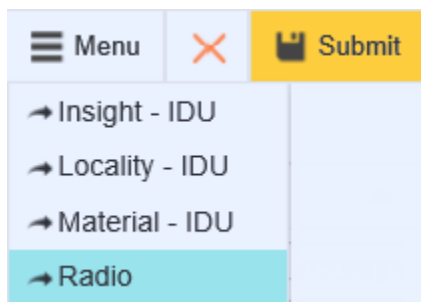 Menu Submit
Insight - IDU
Locality - IDU
Material - IDU
Radio